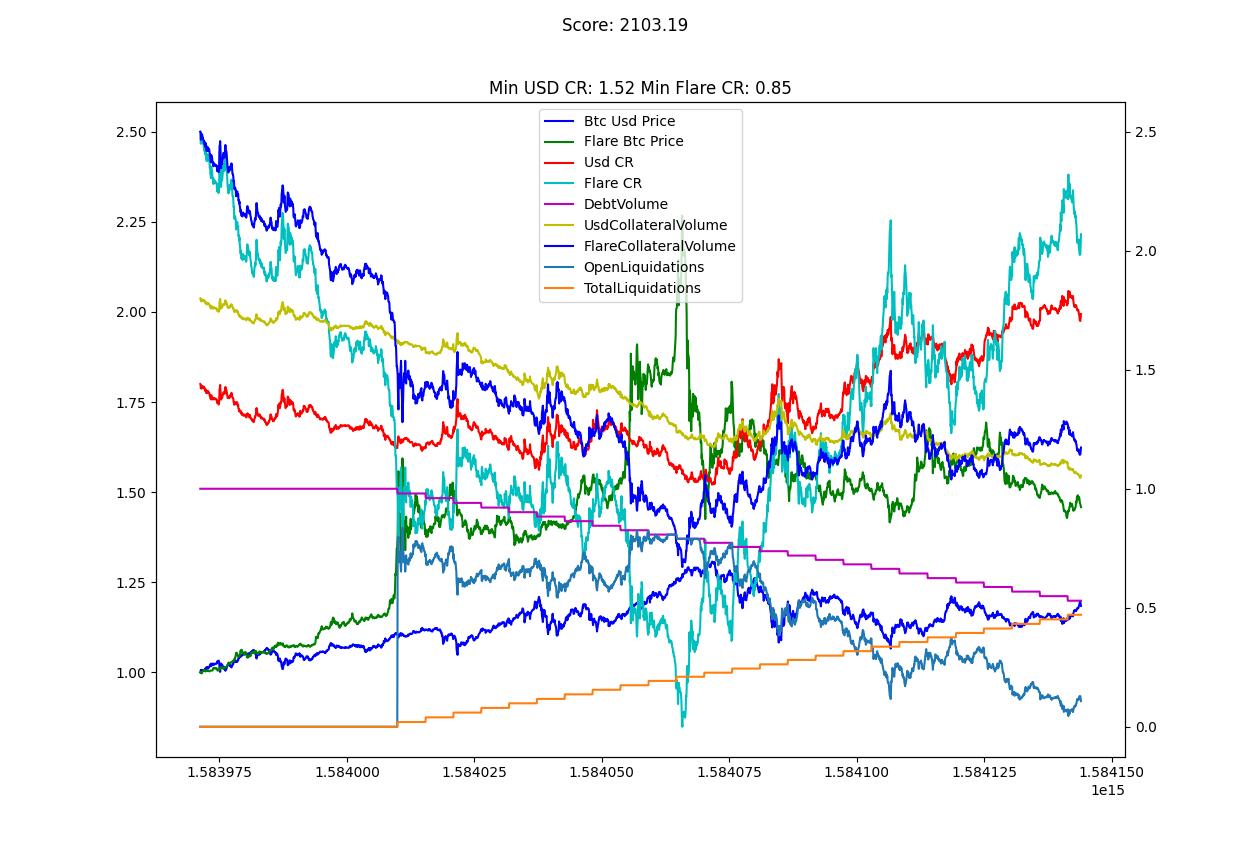 Score: 2103.19
Min USD CR: 1.52 Min Flare CR: 0.85
Btc Usd Price
Flare Btc Price
Usd CR
Flare CR
DebtVolume
UsdCollateralVolume
FlareCollateralVolume
OpenLiquidations
TotalLiquidations
2.50
2.25
2.00
1.75
1.50
1.25
1.00
2.5
2.0
1.5
1.0
0.5
0.0
1.583975 1.584000 1.584025 1.584050 1.584075 1.584100 1.584125 1.584150
1e15